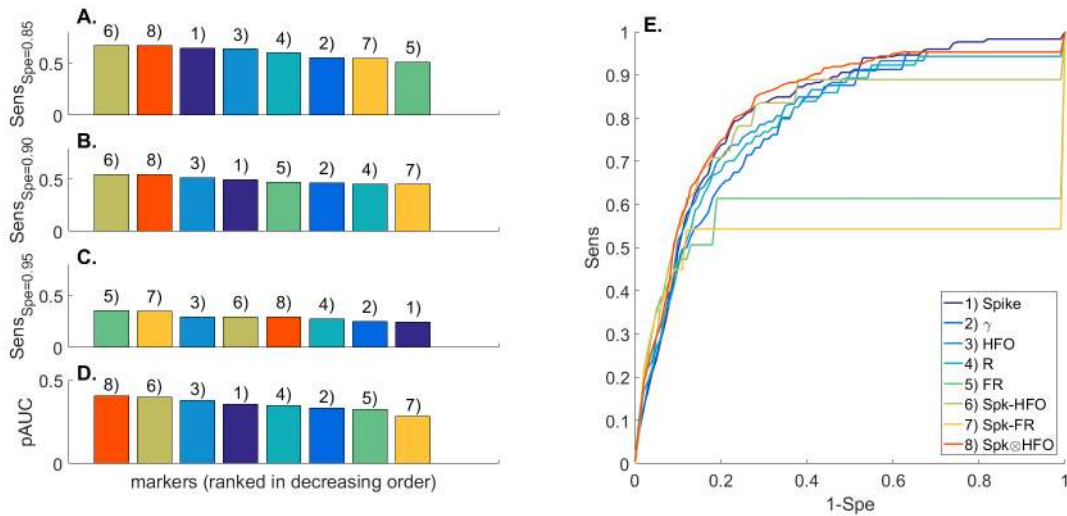 A.
Sens_Spe=0.85
0.5
0
6) 8) 1) 3) 4) 2) 7) 5)
B.
Sens_Spe=0.90
0.5
0
6) 8) 3) 1) 5) 2) 4) 7)
C.
Sens_Spe=0.95
0.5
0
5) 7) 3) 6) 8) 4) 2) 1)
D.
pAUC
0.5
0
8) 6) 3) 1) 4) 2) 5) 7)
markers (ranked in decreasing order)
E.
Sens
1
0.9
0.8
0.7
0.6
0.5
0.4
0.3
0.2
0.1
0
0 0.2 0.4 0.6 0.8 1
1-Spe
1) Spike
2) γ
3) HFO
4) R
5) FR
6) Spk-HFO
7) Spk-FR
8) Spk⊗HFO